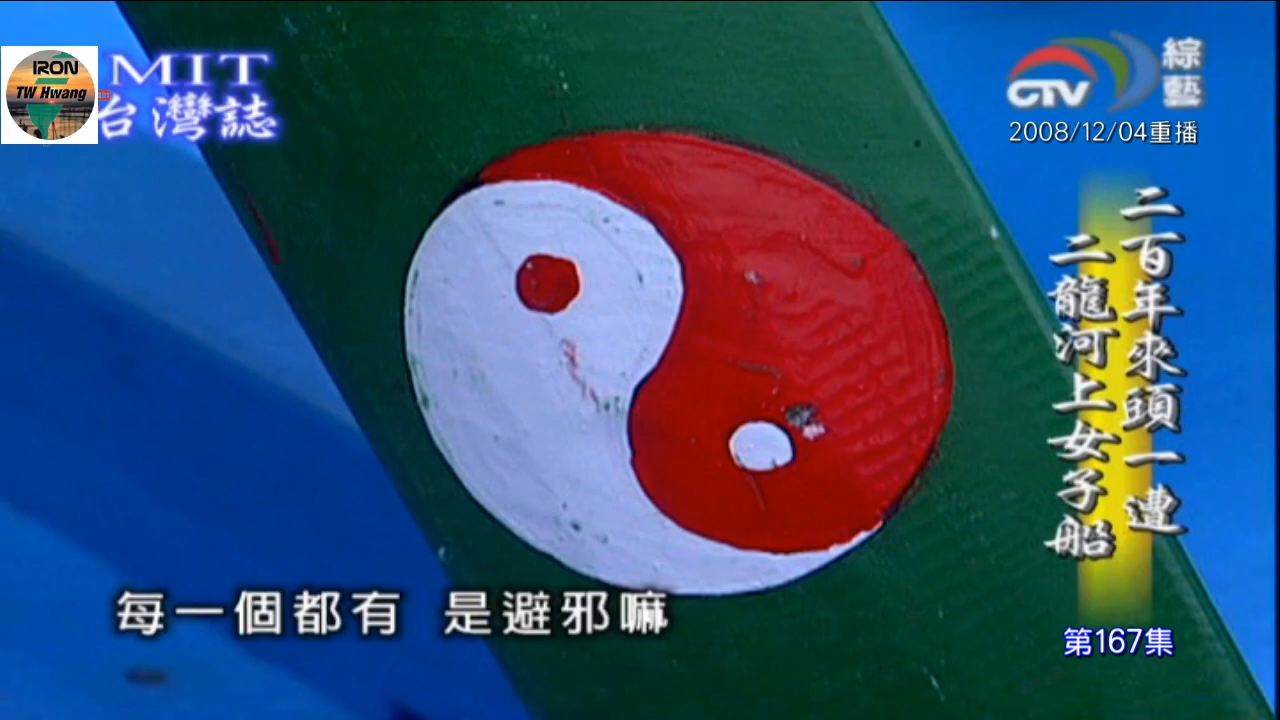 IRON
TW Hwang
MIT
台灣誌
CTV
綜藝
2008/12/04重播
二百年來頭一遭
二龍河上女子船
每一個都有 是避邪嘛
第167集